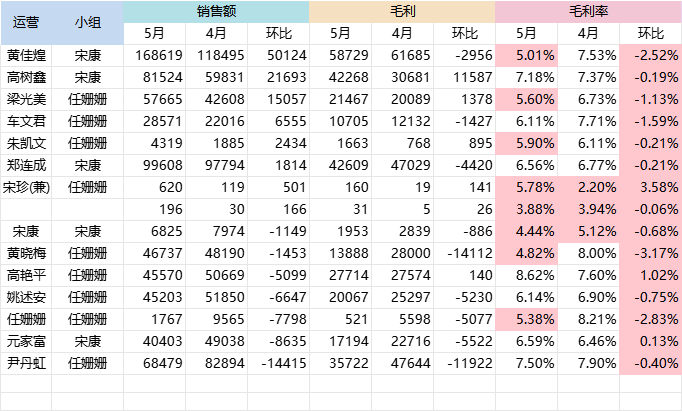 运营 小组 销售额 毛利 毛利率
5月 4月 环比 5月 4月 环比 5月 4月 环比
黄佳煌 宋康 168619 118495 50124 58729 61685 -2956 5.01% 7.53% -2.52%
高树鑫 宋康 81524 59831 21693 42268 30681 11587 7.18% 7.37% -0.19%
梁光美 任姗姗 57665 42608 15057 21467 20089 1378 5.60% 6.73% -1.13%
车文君 任姗姗 28571 22016 6555 10705 12132 -1427 6.11% 7.71% -1.59%
朱凯文 任姗姗 4319 1885 2434 1663 768 895 5.90% 6.11% -0.21%
郑连成 宋康 99608 97794 1814 42609 47029 -4420 6.56% 6.77% -0.21%
宋珍(兼) 任姗姗 620 119 501 160 19 141 5.78% 2.20% 3.58%
196 30 166 31 5 26 3.88% 3.94% -0.06%
宋康 宋康 6825 7974 -1149 1953 2839 -886 4.44% 5.12% -0.68%
黄晓梅 任姗姗 46737 48190 -1453 13888 28000 -14112 4.82% 8.00% -3.17%
高艳平 任姗姗 45570 50669 -5099 27714 27574 140 8.62% 7.60% 1.02%
姚述安 任姗姗 45203 51850 -6647 20067 25297 -5230 6.14% 6.90% -0.75%
任姗姗 任姗姗 1767 9565 -7798 521 5598 -5077 5.38% 8.21% -2.83%
元家富 宋康 40403 49038 -8635 17194 22716 -5522 6.59% 6.46% 0.13%
尹丹虹 任姗姗 68479 82894 -14415 35722 47644 -11922 7.50% 7.90% -0.40%